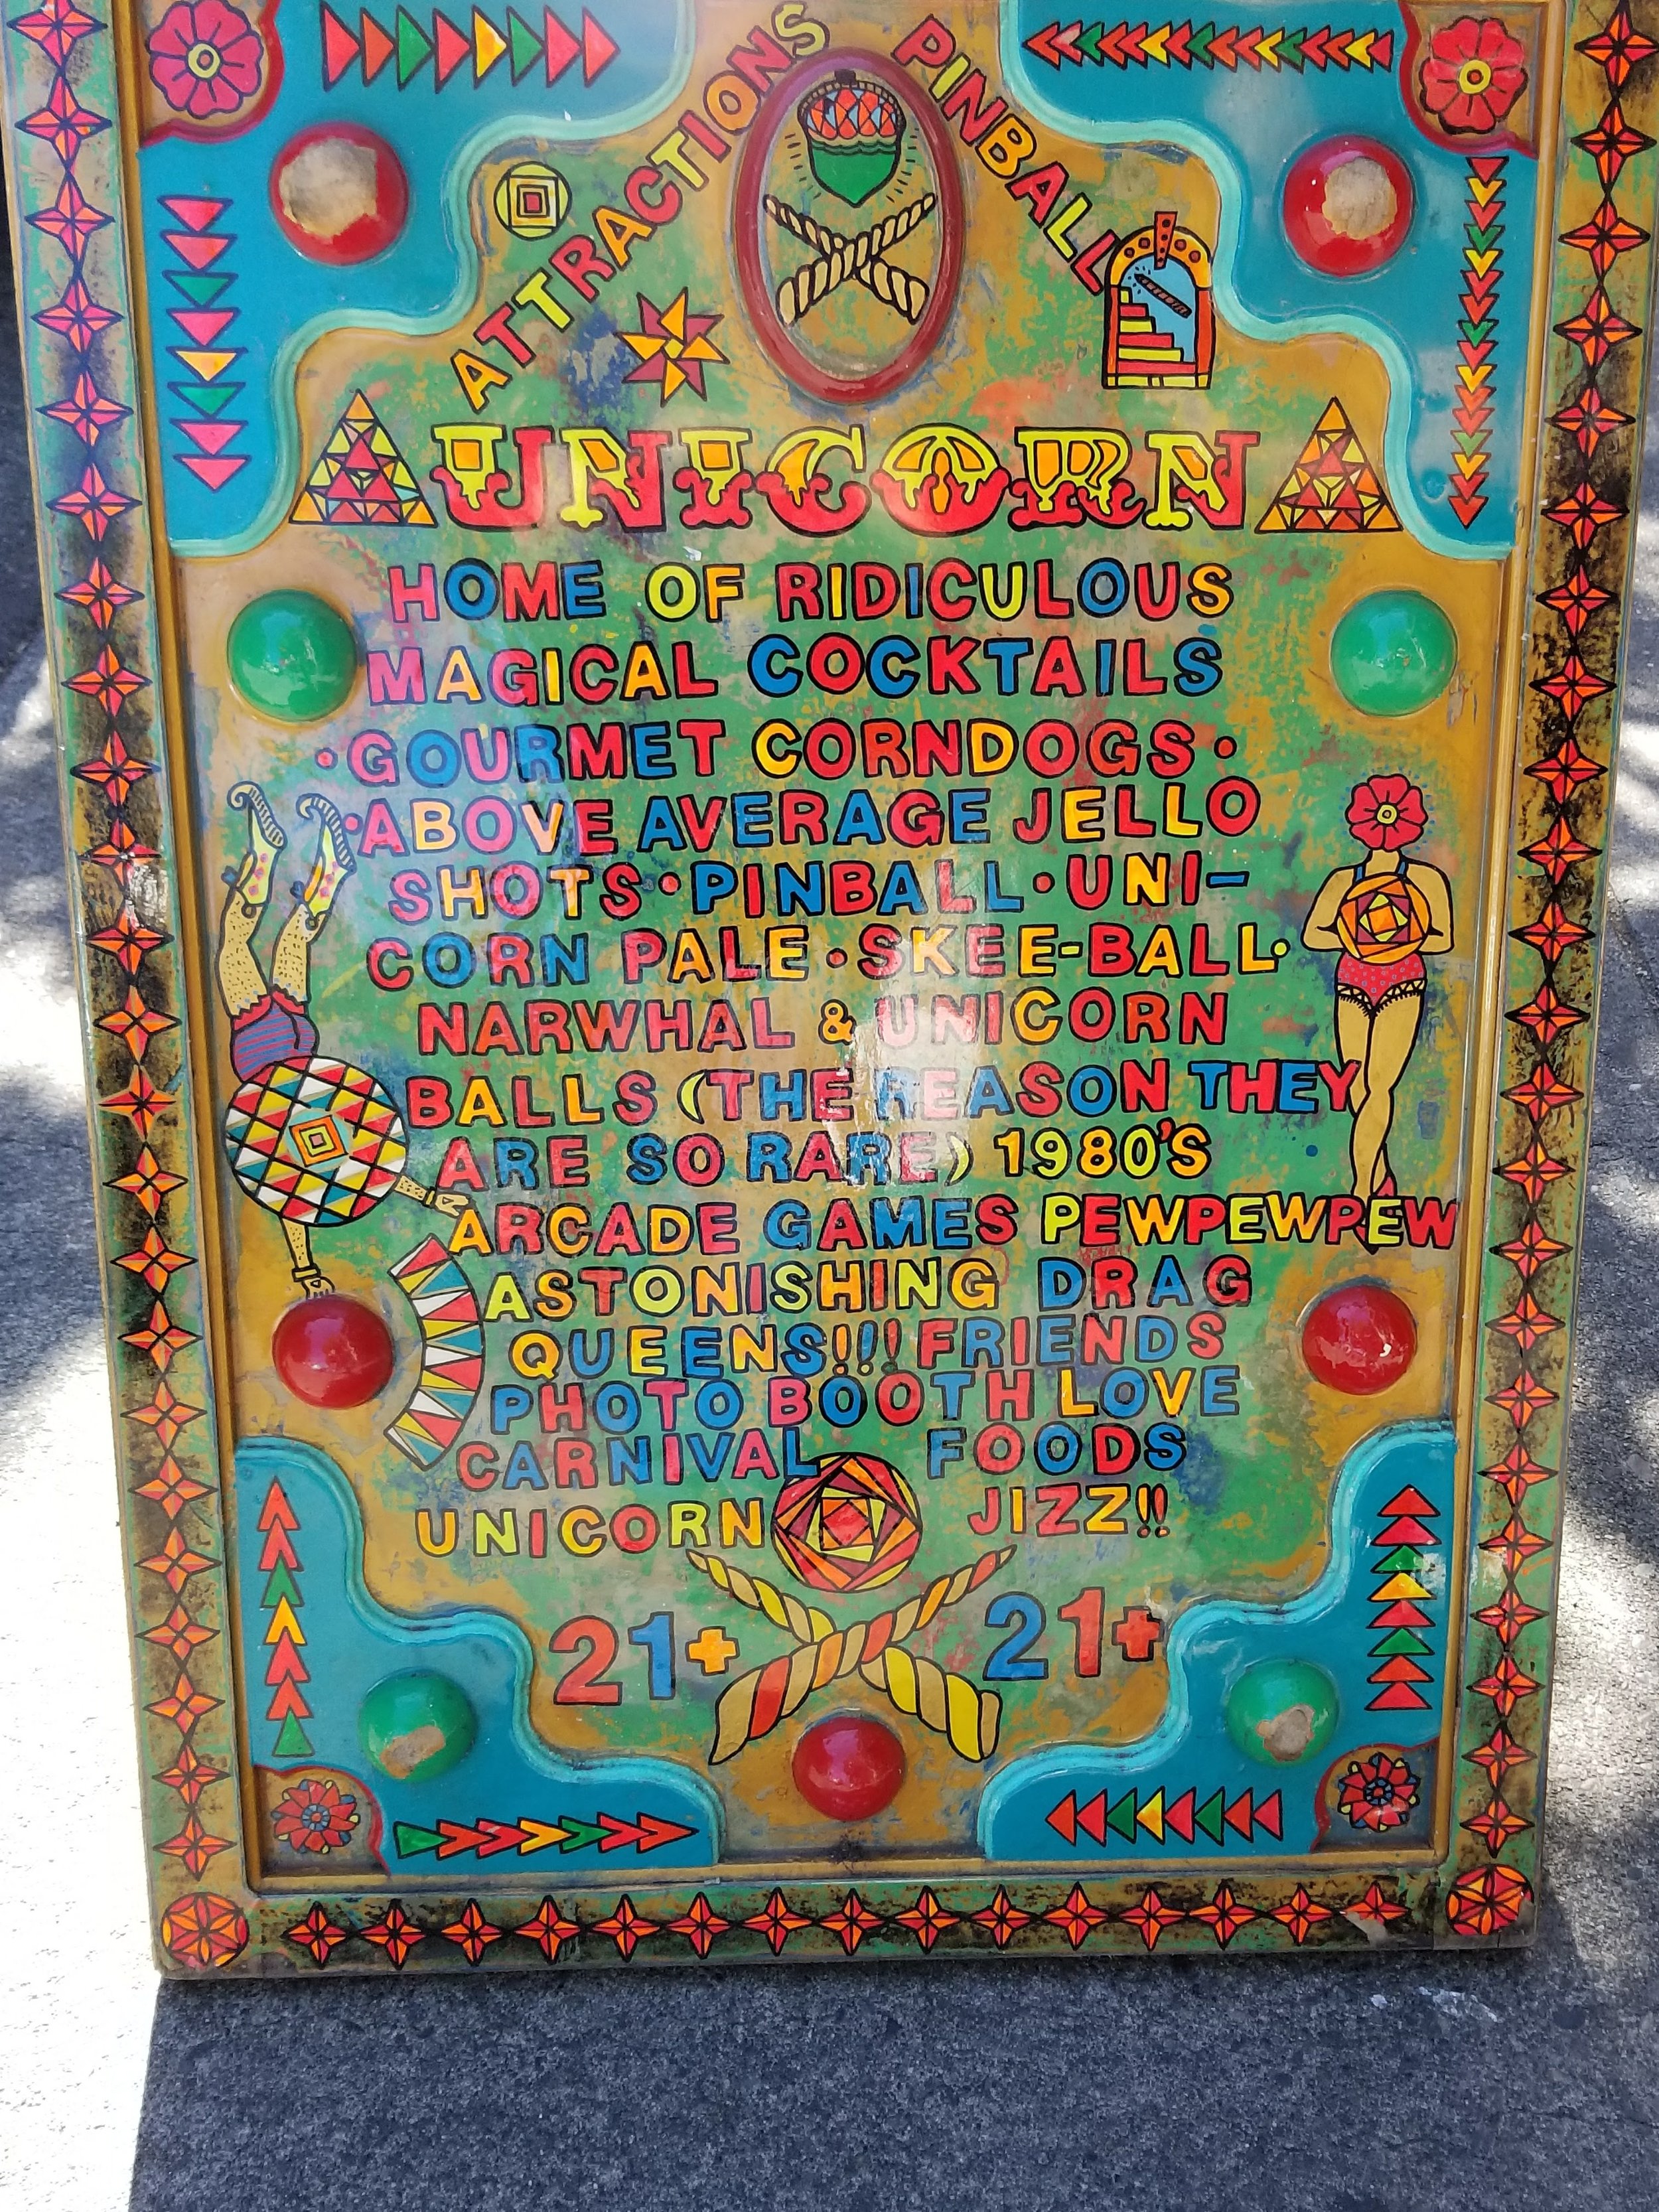 ATTRACTIONS PINBALL
UNICORN
HOME OF RIDICULOUS
MAGICAL COCKTAILS
•GOURMET CORNDOGS•
•ABOVE AVERAGE JELLO
SHOTS•PINBALL•UNI-
CORN PALE•SKEE-BALL•
NARWHAL & UNICORN
BALLS (THE REASON THEY
ARE SO RARE) 1980'S
ARCADE GAMES PEWPEWPEW
ASTONISHING DRAG
QUEENS!!! FRIENDS
PHOTO BOOTH LOVE
CARNIVAL FOODS
UNICORN JIZZ!!
21+ 21+